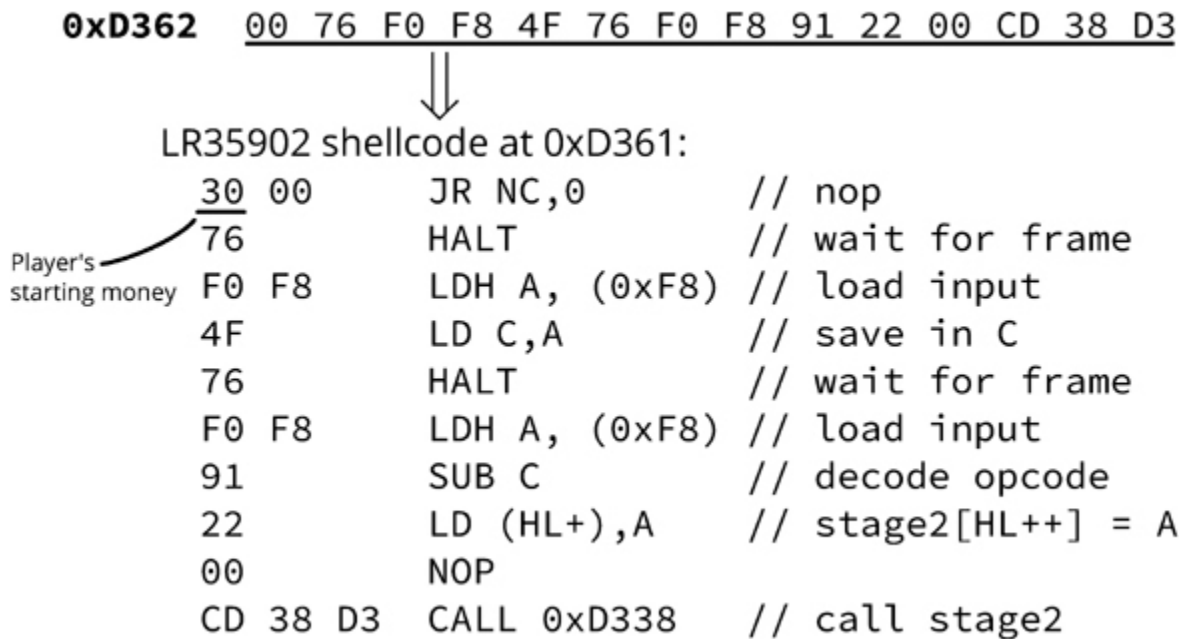 0xD362 00 76 F0 F8 4F 76 F0 F8 91 22 00 CD 38 D3
LR35902 shellcode at 0xD361:
30 00 JR NC,0 // nop
76 HALT // wait for frame
Player's
starting money
F0 F8 LDH A, (0xF8) // load input
4F LD C,A // save in C
76 HALT // wait for frame
F0 F8 LDH A, (0xF8) // load input
91 SUB C // decode opcode
22 LD (HL+),A // stage2[HL++] = A
00 NOP
CD 38 D3 CALL 0xD338 // call stage2